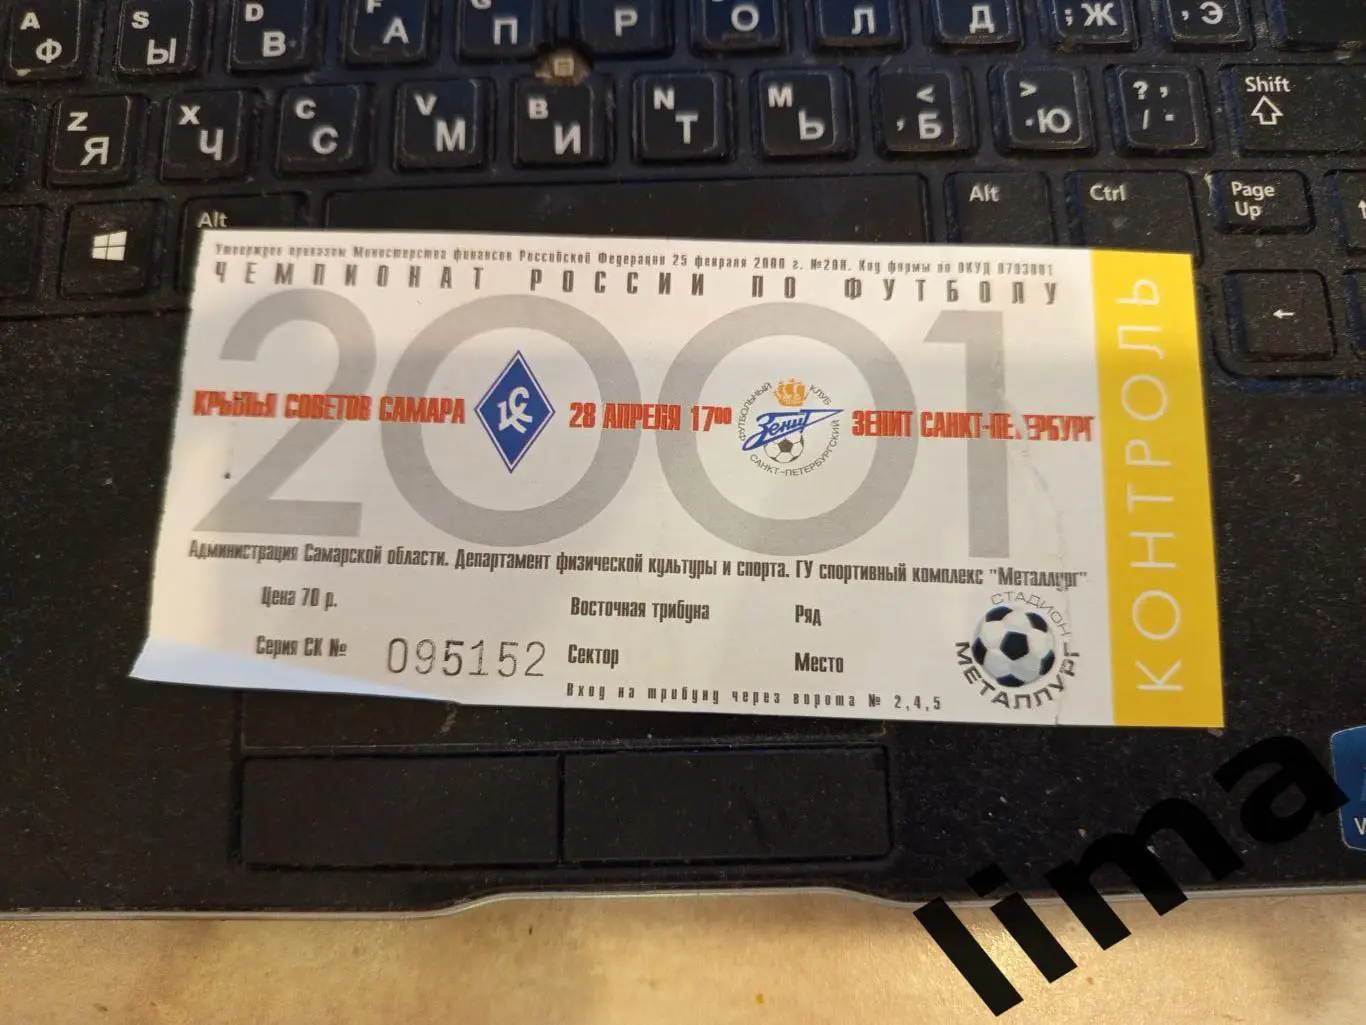 A Ф S Ы D В F А G П Р О Л Д ; Ж ' Э
Z Я X Ч C С V М B И N Т M Ь < , Б > . Ю ? , / . Shift
Alt Alt Ctrl Page Up
Утвержден приказом Министерства финансов Российской Федерации 25 февраля 2000 г. №20Н. Код формы по ОКУД 0793001
ЧЕМПИОНАТ РОССИИ ПО ФУТБОЛУ
2001
КРЫЛЬЯ СОВЕТОВ САМАРА КС 28 АПРЕЛЯ 17⁰⁰ ФУТБОЛЬНЫЙ КЛУБ Зенит САНКТ-ПЕТЕРБУРГСКИЙ ЗЕНИТ САНКТ-ПЕТЕРБУРГ
Администрация Самарской области. Департамент физической культуры и спорта. ГУ спортивный комплекс "Металлург"
Цена 70 р. Восточная трибуна Ряд
Серия СК № 095152 Сектор Место
Вход на трибуну через ворота № 2,4,5
СТАДИОН МЕТАЛЛУРГ
КОНТРОЛЬ
lima